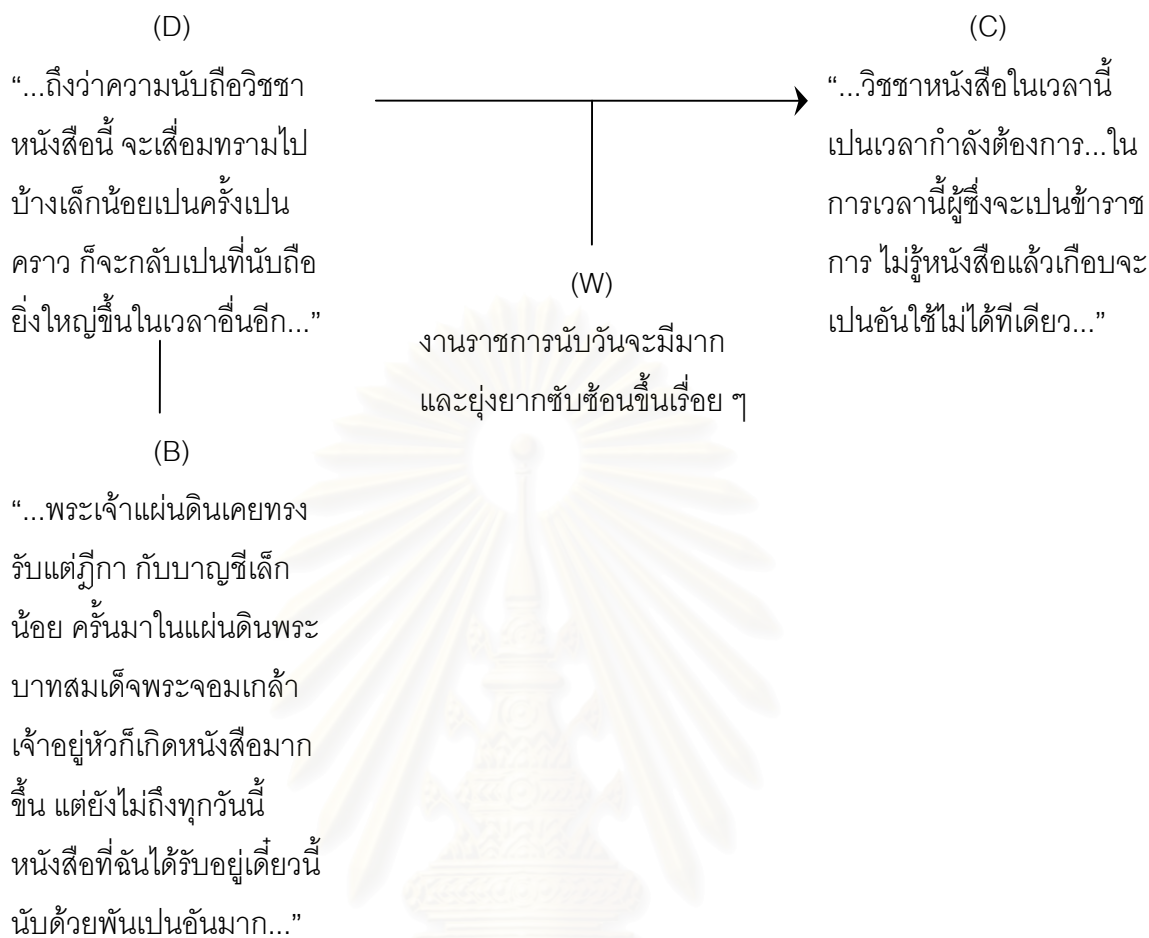 (D)
“...ถึงว่าความนับถือวิชชา
หนังสือนี้ จะเสื่อมทรามไป
บ้างเล็กน้อยเปนครั้งเปน
คราว ก็จะกลับเปนที่นับถือ
ยิ่งใหญ่ขึ้นในเวลาอื่นอีก...”
(C)
“...วิชชาหนังสือในเวลานี้
เปนเวลากำลังต้องการ...ใน
การเวลานี้ผู้ซึ่งจะเปนข้าราช
การ ไม่รู้หนังสือแล้วเกือบจะ
เปนอันใช้ไม่ได้ทีเดียว...”
(W)
งานราชการนับวันจะมีมาก
และยุ่งยากซับซ้อนขึ้นเรื่อย ๆ
(B)
“...พระเจ้าแผ่นดินเคยทรง
รับแต่ฎีกา กับบาญชีเล็ก
น้อย ครั้นมาในแผ่นดินพระ
บาทสมเด็จพระจอมเกล้า
เจ้าอยู่หัวก็เกิดหนังสือมาก
ขึ้น แต่ยังไม่ถึงทุกวันนี้
หนังสือที่ฉันได้รับอยู่เดี๋ยวนี้
นับด้วยพันเปนอันมาก...”